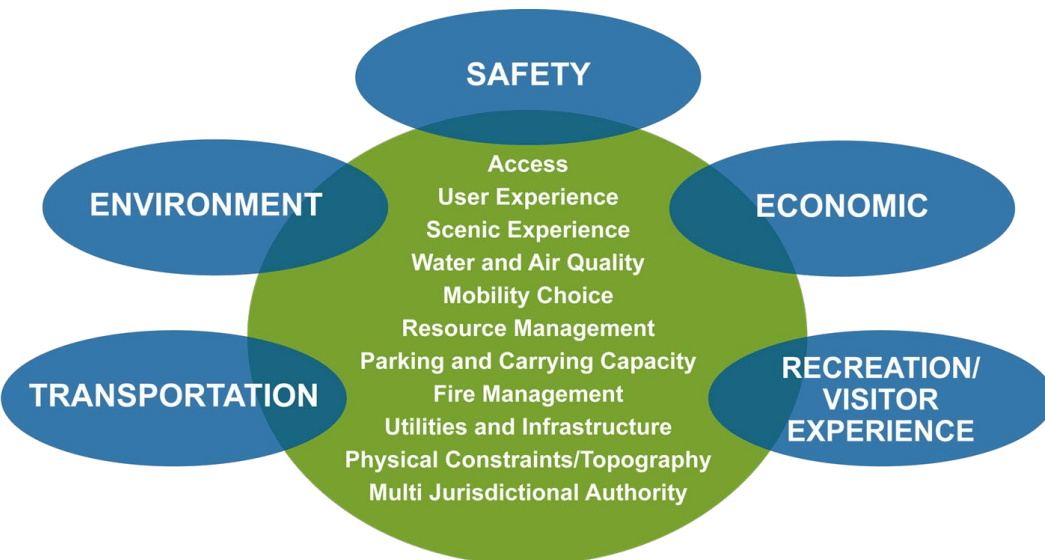 SAFETY
ENVIRONMENT
ECONOMIC
TRANSPORTATION
RECREATION/
VISITOR
EXPERIENCE
Access
User Experience
Scenic Experience
Water and Air Quality
Mobility Choice
Resource Management
Parking and Carrying Capacity
Fire Management
Utilities and Infrastructure
Physical Constraints/Topography
Multi Jurisdictional Authority